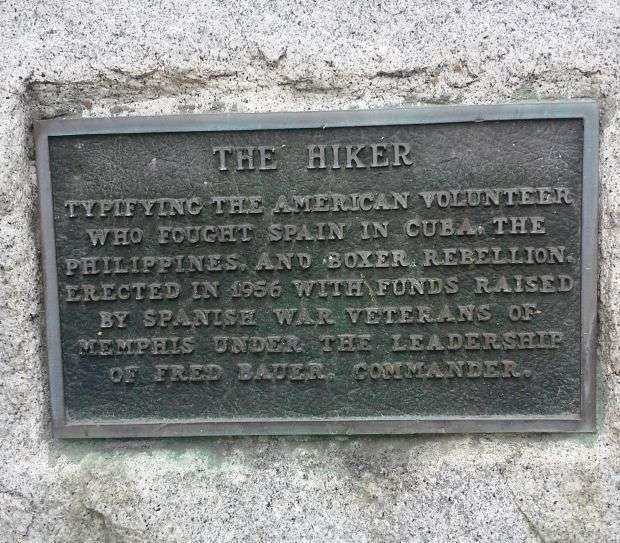 THE HIKER
TYPIFYING THE AMERICAN VOLUNTEER
WHO FOUGHT SPAIN IN CUBA, THE
PHILIPPINES, AND BOXER REBELLION.
ERECTED IN 1956 WITH FUNDS RAISED
BY SPANISH WAR VETERANS OF
MEMPHIS UNDER THE LEADERSHIP
OF FRED BAUER, COMMANDER.